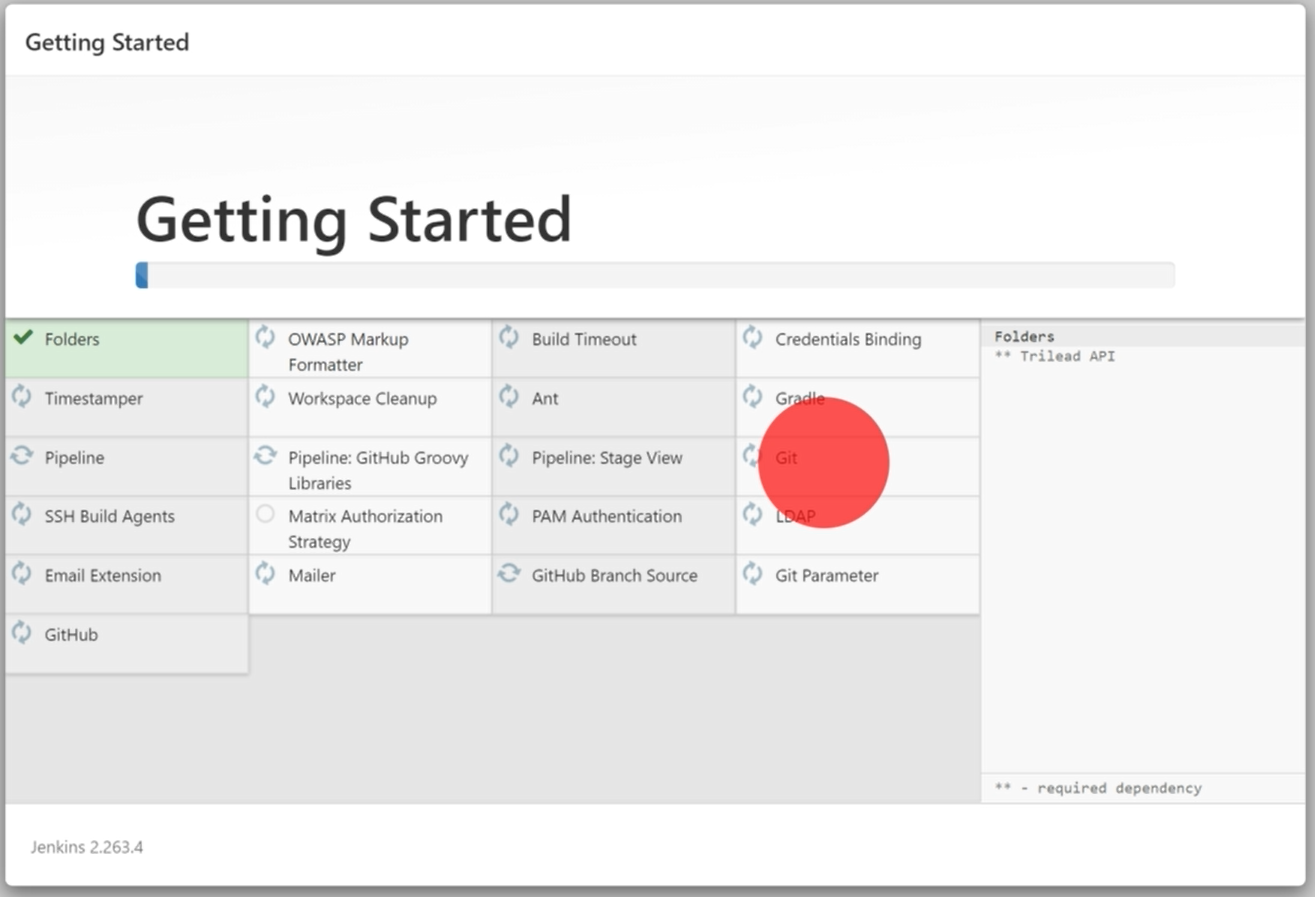 Getting Started
Getting Started
Folders
OWASP Markup
Formatter
Build Timeout
Credentials Binding
Timestamper
Workspace Cleanup
Ant
Gradle
Pipeline
Pipeline: GitHub Groovy
Libraries
Pipeline: Stage View
Git
SSH Build Agents
Matrix Authorization
Strategy
PAM Authentication
LDAP
Email Extension
Mailer
GitHub Branch Source
Git Parameter
GitHub
Folders
** Trilead API
** - required dependency
Jenkins 2.263.4